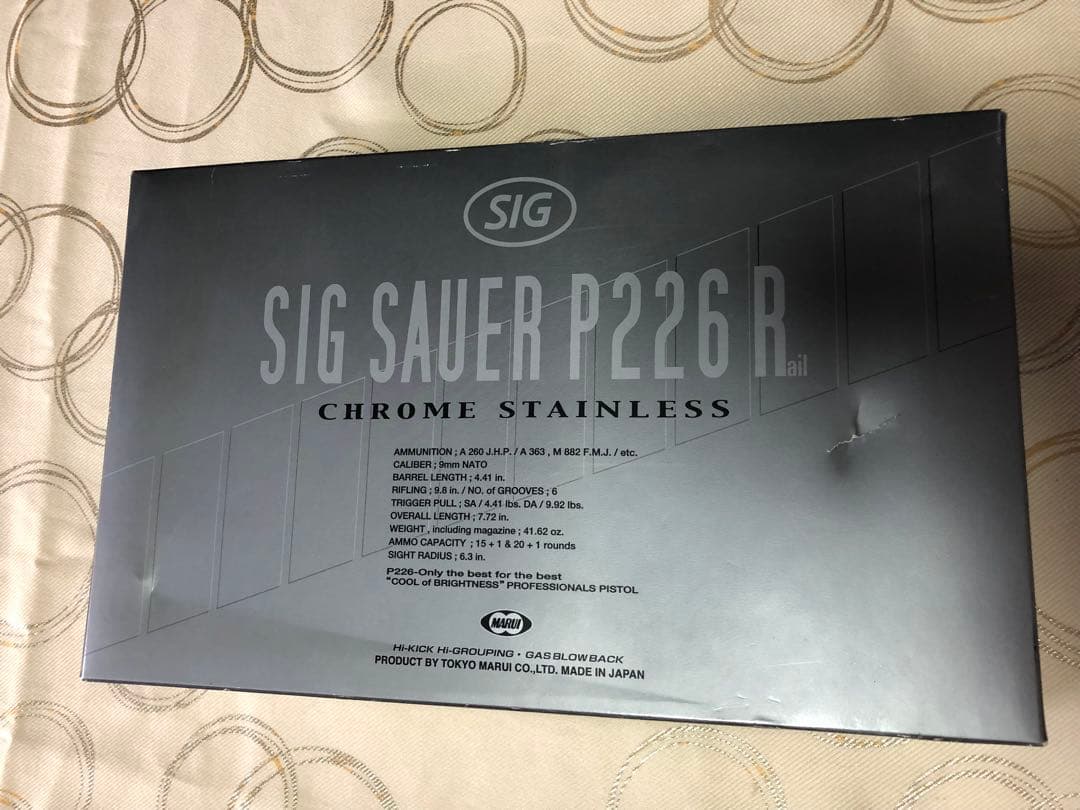 SIG
SIG SAUER P226 Rail
CHROME STAINLESS
AMMUNITION ; A 260 J.H.P. / A 363 , M 882 F.M.J. / etc.
CALIBER ; 9mm NATO
BARREL LENGTH ; 4.41 in.
RIFLING ; 9.8 in. / NO. of GROOVES ; 6
TRIGGER PULL ; SA / 4.41 lbs. DA / 9.92 lbs.
OVERALL LENGTH ; 7.72 in.
WEIGHT , including magazine ; 41.62 oz.
AMMO CAPACITY ; 15 + 1 & 20 + 1 rounds
SIGHT RADIUS ; 6.3 in.
P226-Only the best for the best
"COOL of BRIGHTNESS" PROFESSIONALS PISTOL
MARUI
Hi-KICK Hi-GROUPING · GAS BLOW BACK
PRODUCT BY TOKYO MARUI CO.,LTD. MADE IN JAPAN